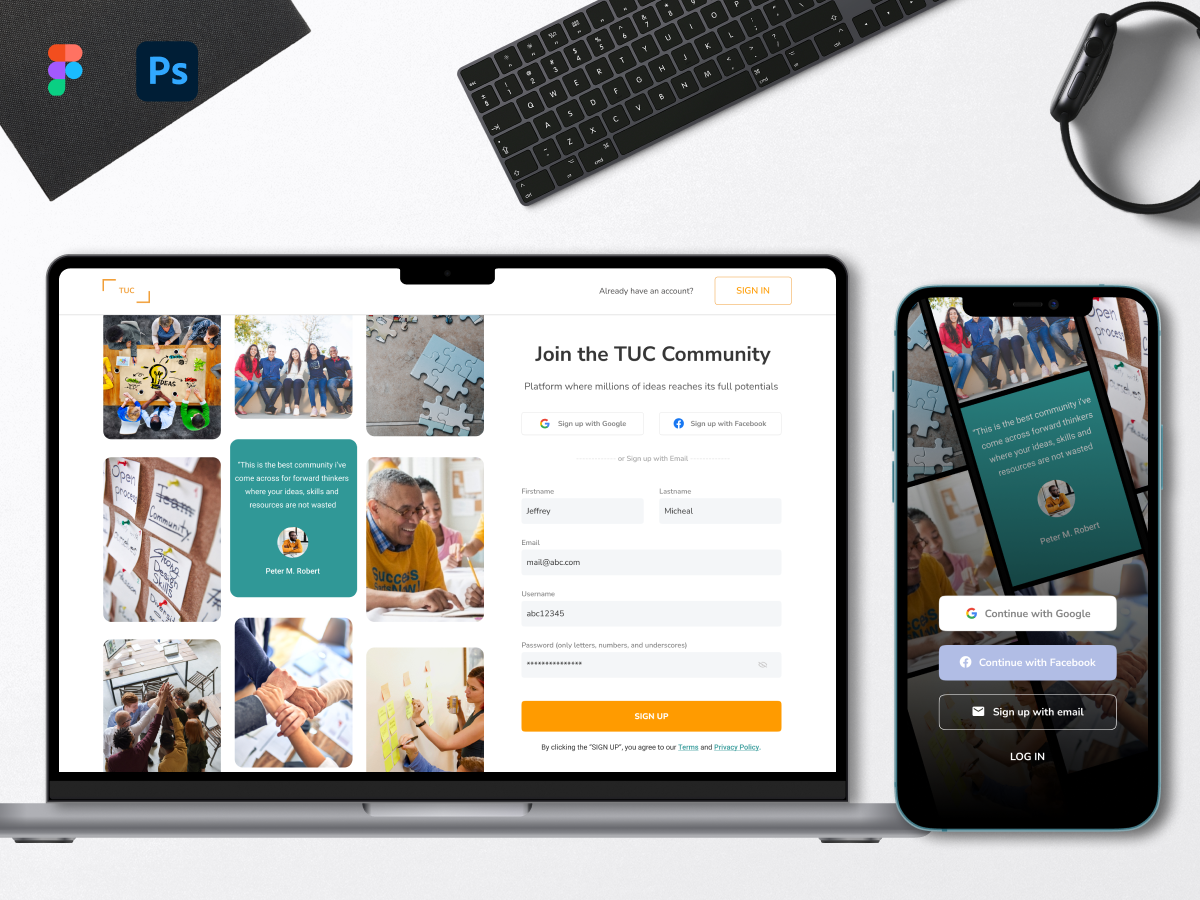 Ps
TUC
Already have an account?
SIGN IN
IDEAS
Open
process
Team
Community
Strong
Design
Skills
"This is the best community i've
come across for forward thinkers
where your ideas, skills and
resources are not wasted
Peter M. Robert
SUCCESS
Join the TUC Community
Platform where millions of ideas reaches its full potentials
Sign up with Google
Sign up with Facebook
or Sign up with Email
Firstname
Lastname
Jeffrey
Micheal
Email
mail@abc.com
Username
abc12345
Password (only letters, numbers, and underscores)
***************
SIGN UP
By clicking the "SIGN UP", you agree to our Terms and Privacy Policy.
Open
process
"This is the best community i've
come across for forward thinkers
where your ideas, skills and
resources are not wasted
Peter M. Robert
Continue with Google
Continue with Facebook
Sign up with email
LOG IN
Q W E R T Y U I O P
A S D F G H J K L
Z X C V B N M